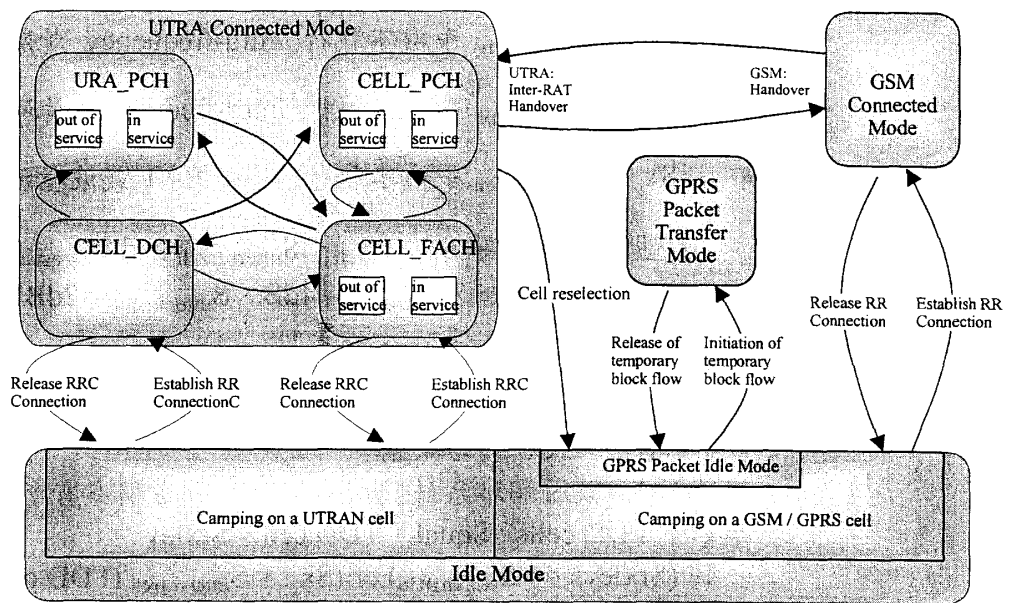 UTRA Connected Mode
URA_PCH
out of
service
in
service
CELL_PCH
out of
service
in
service
CELL_DCH
CELL_FACH
out of
service
in
service
UTRA:
Inter-RAT
Handover
GSM:
Handover
GSM
Connected
Mode
GPRS
Packet
Transfer
Mode
Cell reselection
Release of
temporary
block flow
Initiation of
temporary
block flow
Release RR
Connection
Establish RR
Connection
Release RRC
Connection
Establish RR
ConnectionC
Release RRC
Connection
Establish RRC
Connection
GPRS Packet Idle Mode
Camping on a UTRAN cell
Camping on a GSM / GPRS cell
Idle Mode